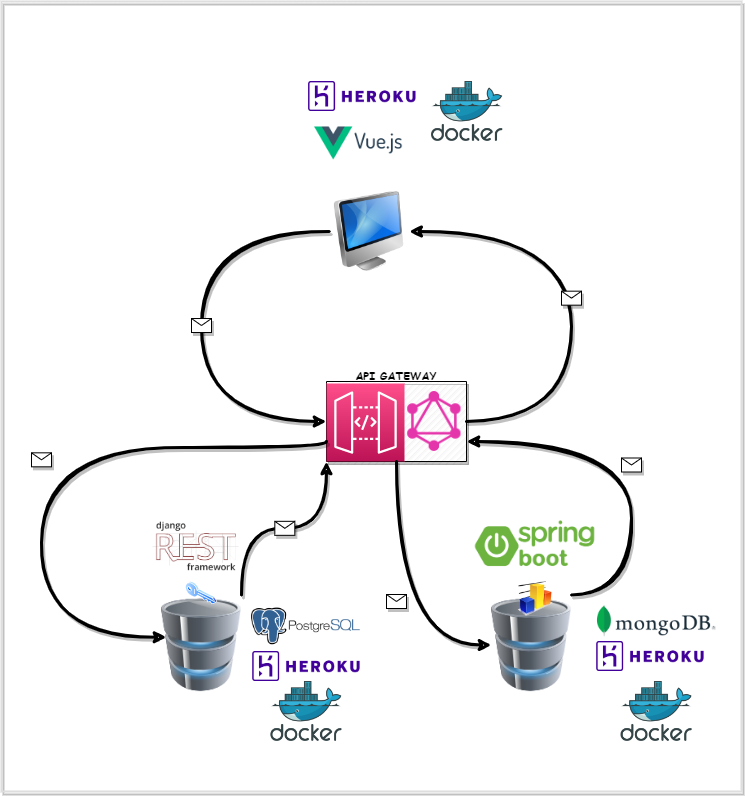 HEROKU
docker
Vue.js
API GATEWAY
</>
django
REST
framework
spring
boot
PostgreSQL
HEROKU
docker
mongoDB.
HEROKU
docker